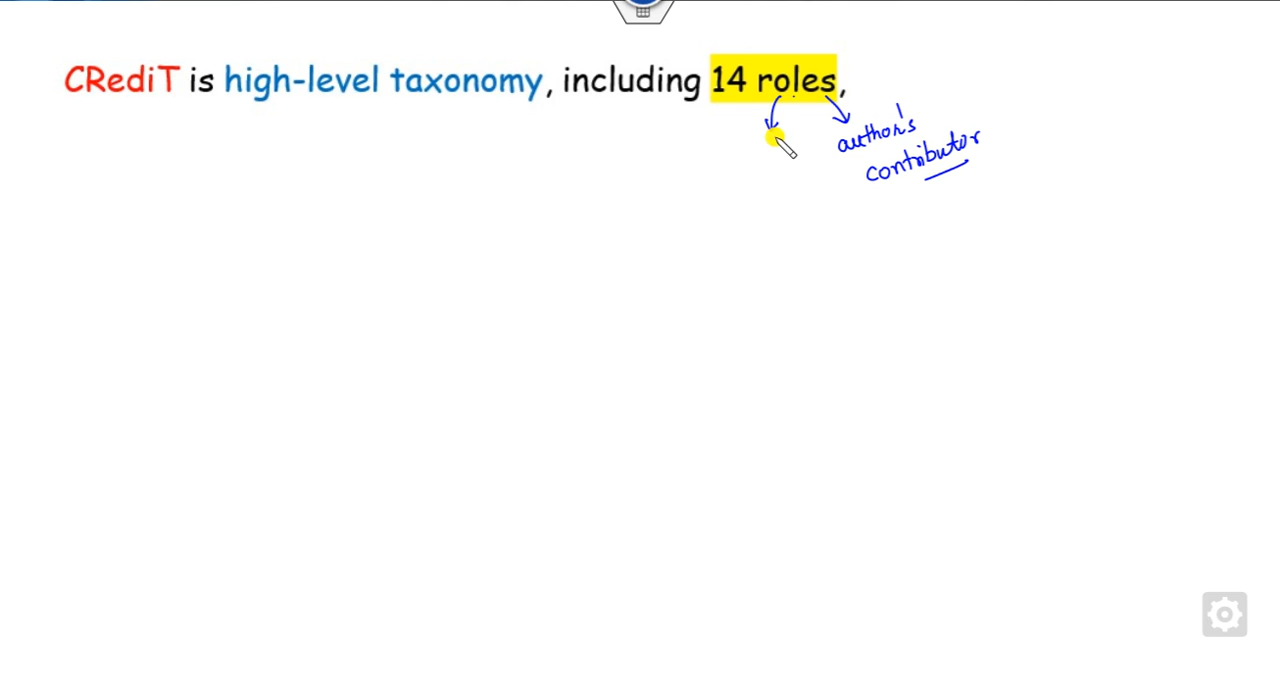 CRediT is high-level taxonomy, including 14 roles,
author's
contributor